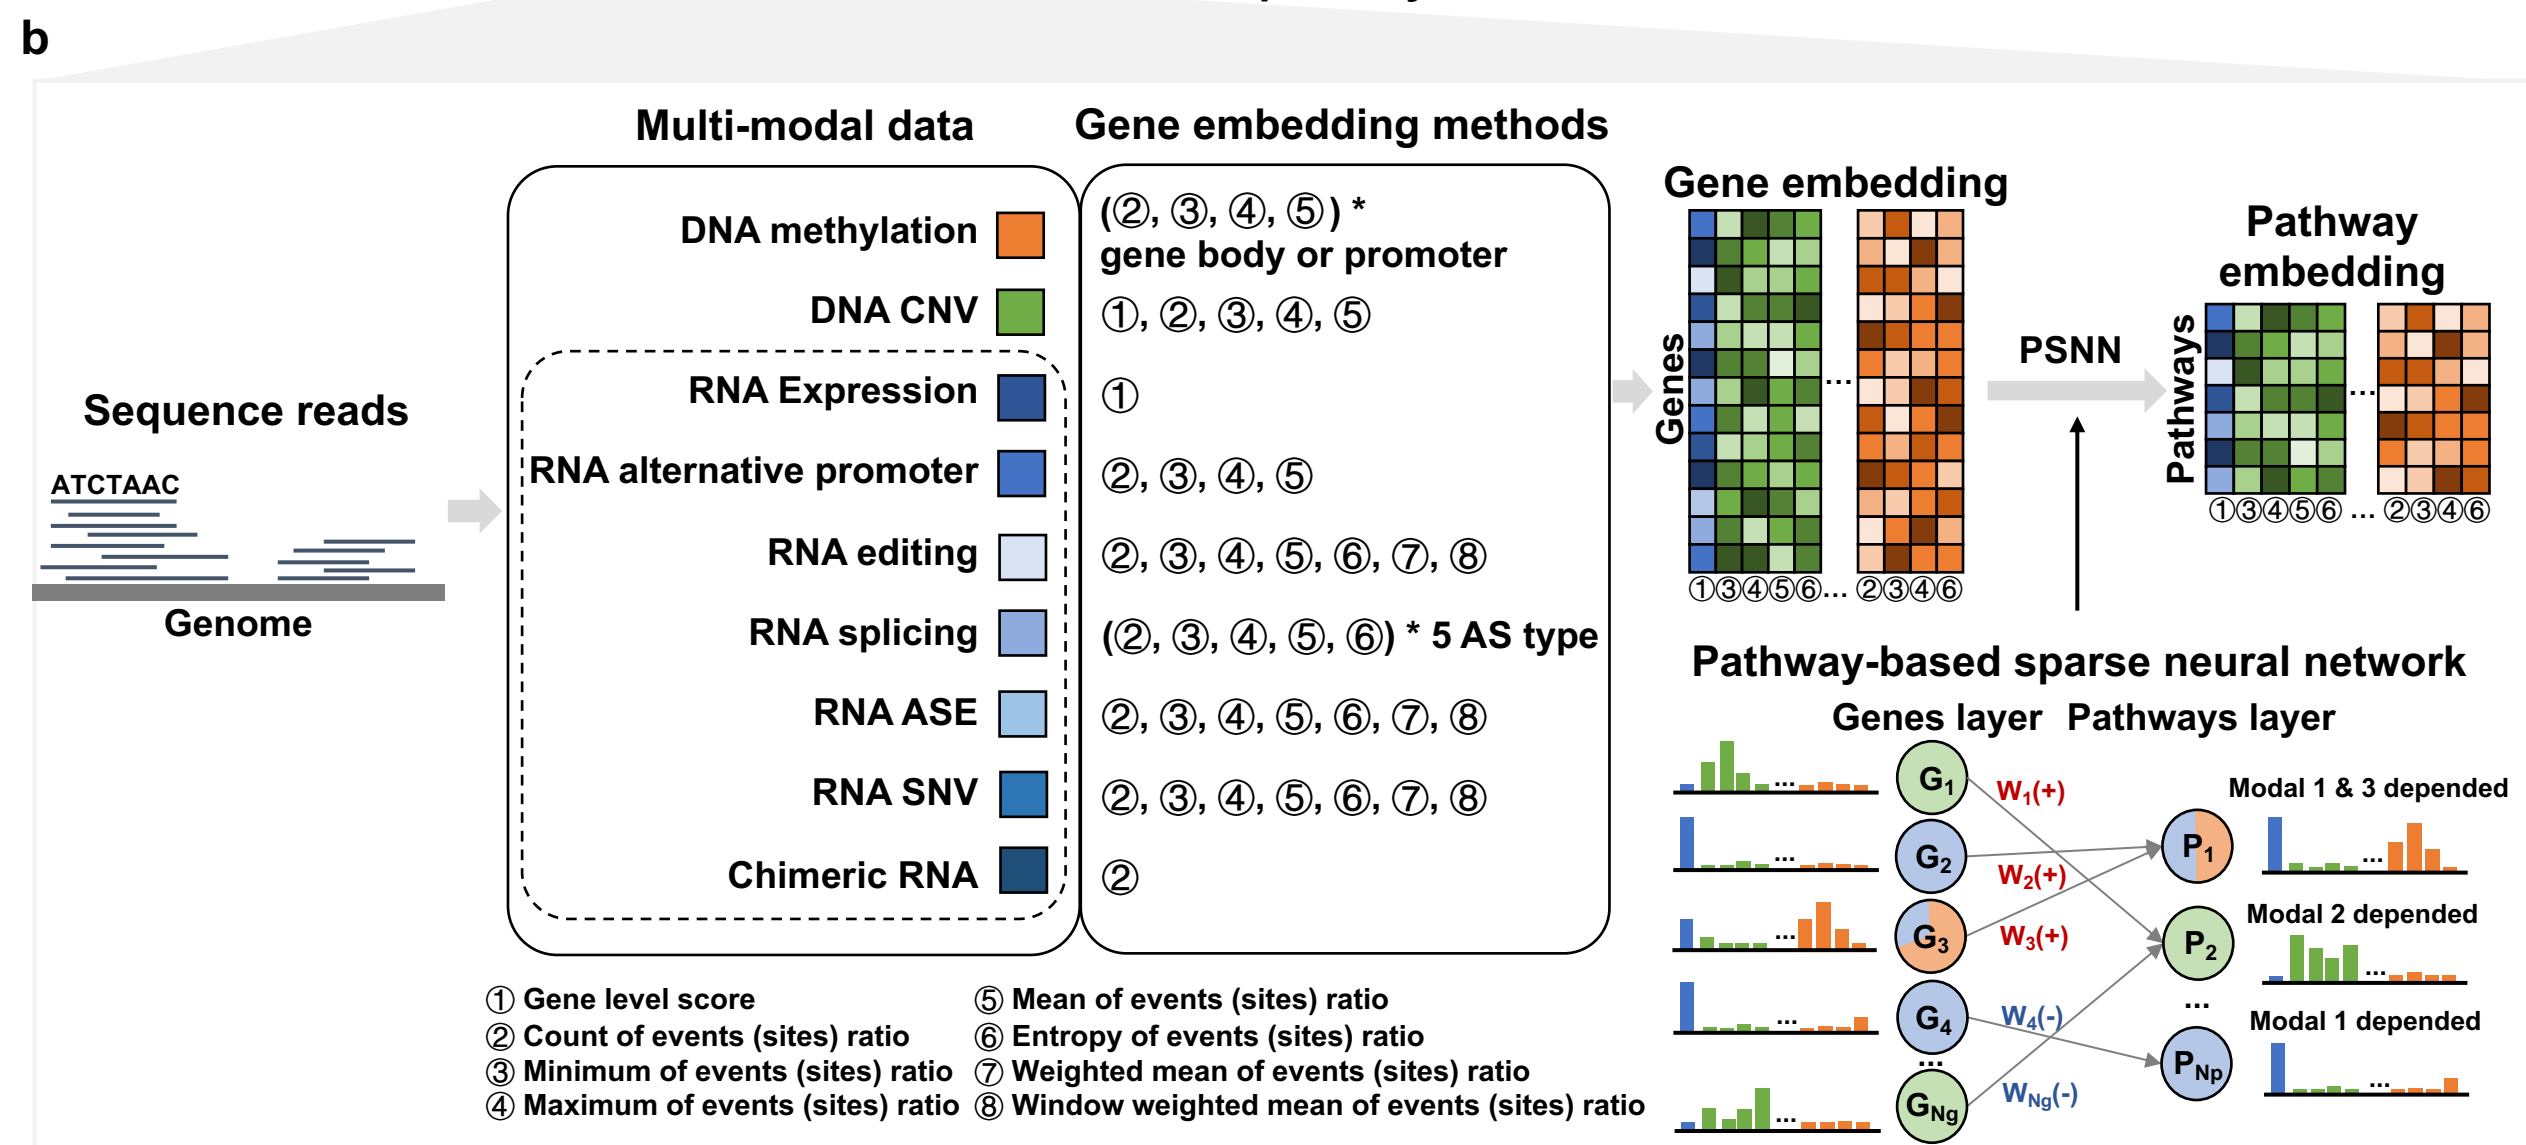 b
Multi-modal data
Gene embedding methods
DNA methylation
(②, ③, ④, ⑤) *
gene body or promoter
DNA CNV
①, ②, ③, ④, ⑤
RNA Expression
①
RNA alternative promoter
②, ③, ④, ⑤
RNA editing
②, ③, ④, ⑤, ⑥, ⑦, ⑧
RNA splicing
(②, ③, ④, ⑤, ⑥) * 5 AS type
RNA ASE
②, ③, ④, ⑤, ⑥, ⑦, ⑧
RNA SNV
②, ③, ④, ⑤, ⑥, ⑦, ⑧
Chimeric RNA
②
Sequence reads
ATCTAAC
Genome
① Gene level score
② Count of events (sites) ratio
③ Minimum of events (sites) ratio
④ Maximum of events (sites) ratio
⑤ Mean of events (sites) ratio
⑥ Entropy of events (sites) ratio
⑦ Weighted mean of events (sites) ratio
⑧ Window weighted mean of events (sites) ratio
Gene embedding
Genes
...
①③④⑤⑥... ②③④⑥
PSNN
Pathway
embedding
Pathways
...
①③④⑤⑥ ... ②③④⑥
Pathway-based sparse neural network
Genes layer
Pathways layer
...
G1
W1(+)
...
G2
W2(+)
...
G3
W3(+)
...
G4
W4(-)
...
...
GNg
WNg(-)
Modal 1 & 3 depended
P1
...
Modal 2 depended
P2
...
...
Modal 1 depended
PNp
...